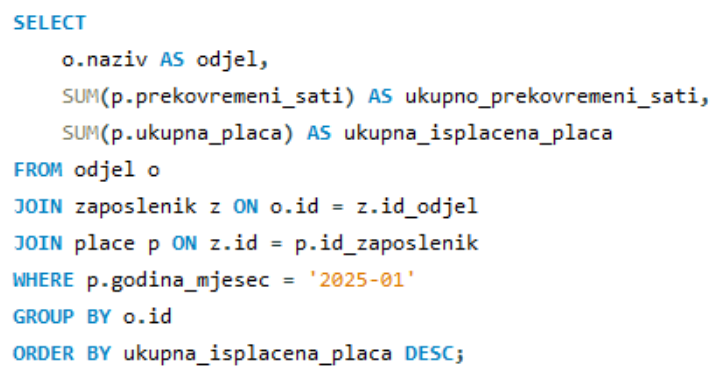 SELECT
    o.naziv AS odjel,
    SUM(p.prekovremeni_sati) AS ukupno_prekovremeni_sati,
    SUM(p.ukupna_placa) AS ukupna_isplacena_placa
FROM odjel o
JOIN zaposlenik z ON o.id = z.id_odjel
JOIN place p ON z.id = p.id_zaposlenik
WHERE p.godina_mjesec = '2025-01'
GROUP BY o.id
ORDER BY ukupna_isplacena_placa DESC;